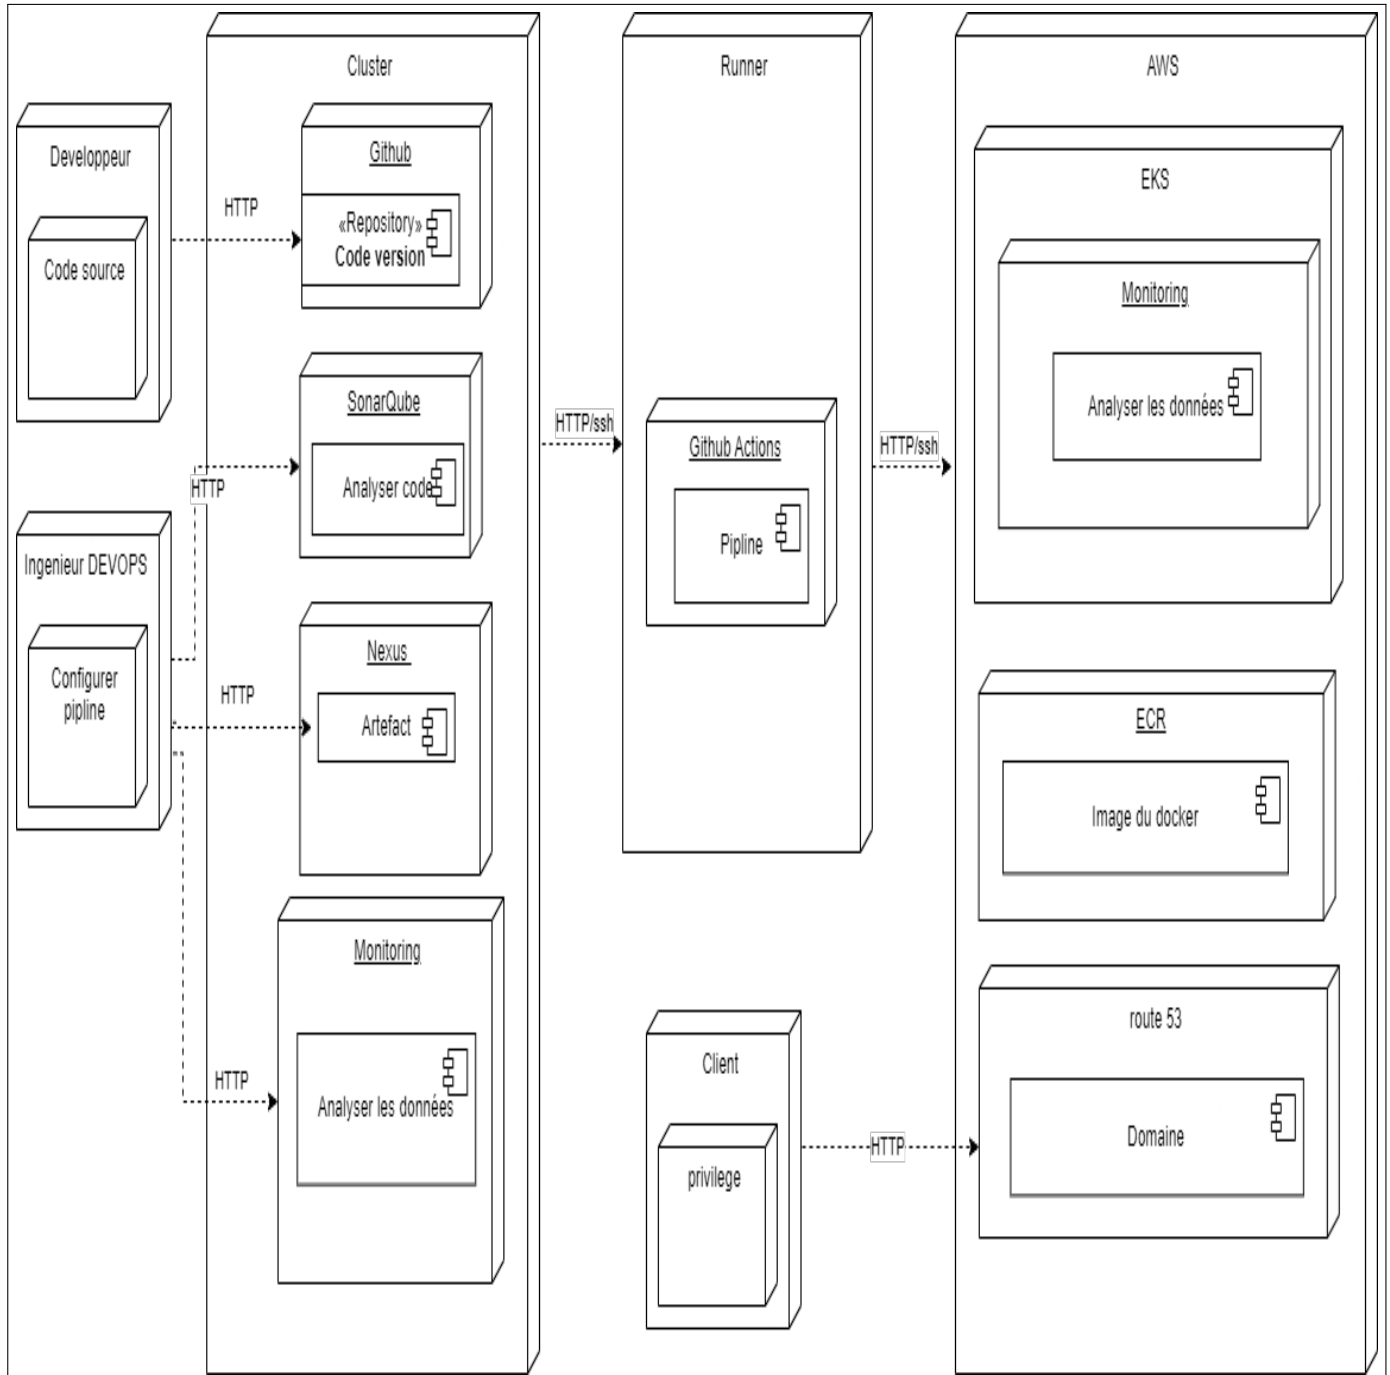 Developpeur
Code source
HTTP
Ingenieur DEVOPS
Configurer
pipline
HTTP
HTTP
HTTP
Cluster
Github
«Repository»
Code version
SonarQube
Analyser code
Nexus
Artefact
Monitoring
Analyser les données
HTTP/ssh
Runner
Github Actions
Pipline
HTTP/ssh
Client
privilege
HTTP
AWS
EKS
Monitoring
Analyser les données
ECR
Image du docker
route 53
Domaine